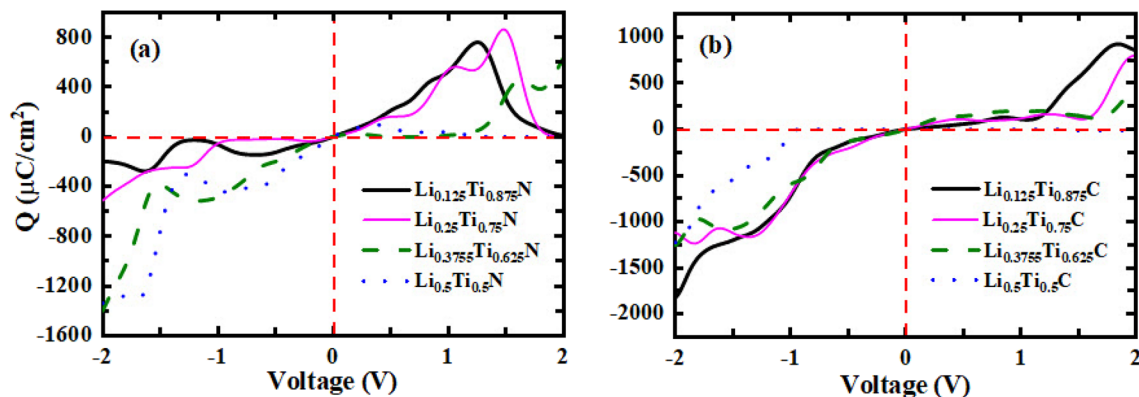 (a)
Q (μC/cm²)
800
400
0
-400
-800
-1200
-1600
-2
-1
0
1
2
Voltage (V)
Li₀.₁₂₅Ti₀.₈₇₅N
Li₀.₂₅Ti₀.₇₅N
Li₀.₃₇₅₅Ti₀.₆₂₅N
Li₀.₅Ti₀.₅N
(b)
1000
500
0
-500
-1000
-1500
-2000
-2
-1
0
1
2
Voltage (V)
Li₀.₁₂₅Ti₀.₈₇₅C
Li₀.₂₅Ti₀.₇₅C
Li₀.₃₇₅₅Ti₀.₆₂₅C
Li₀.₅Ti₀.₅C